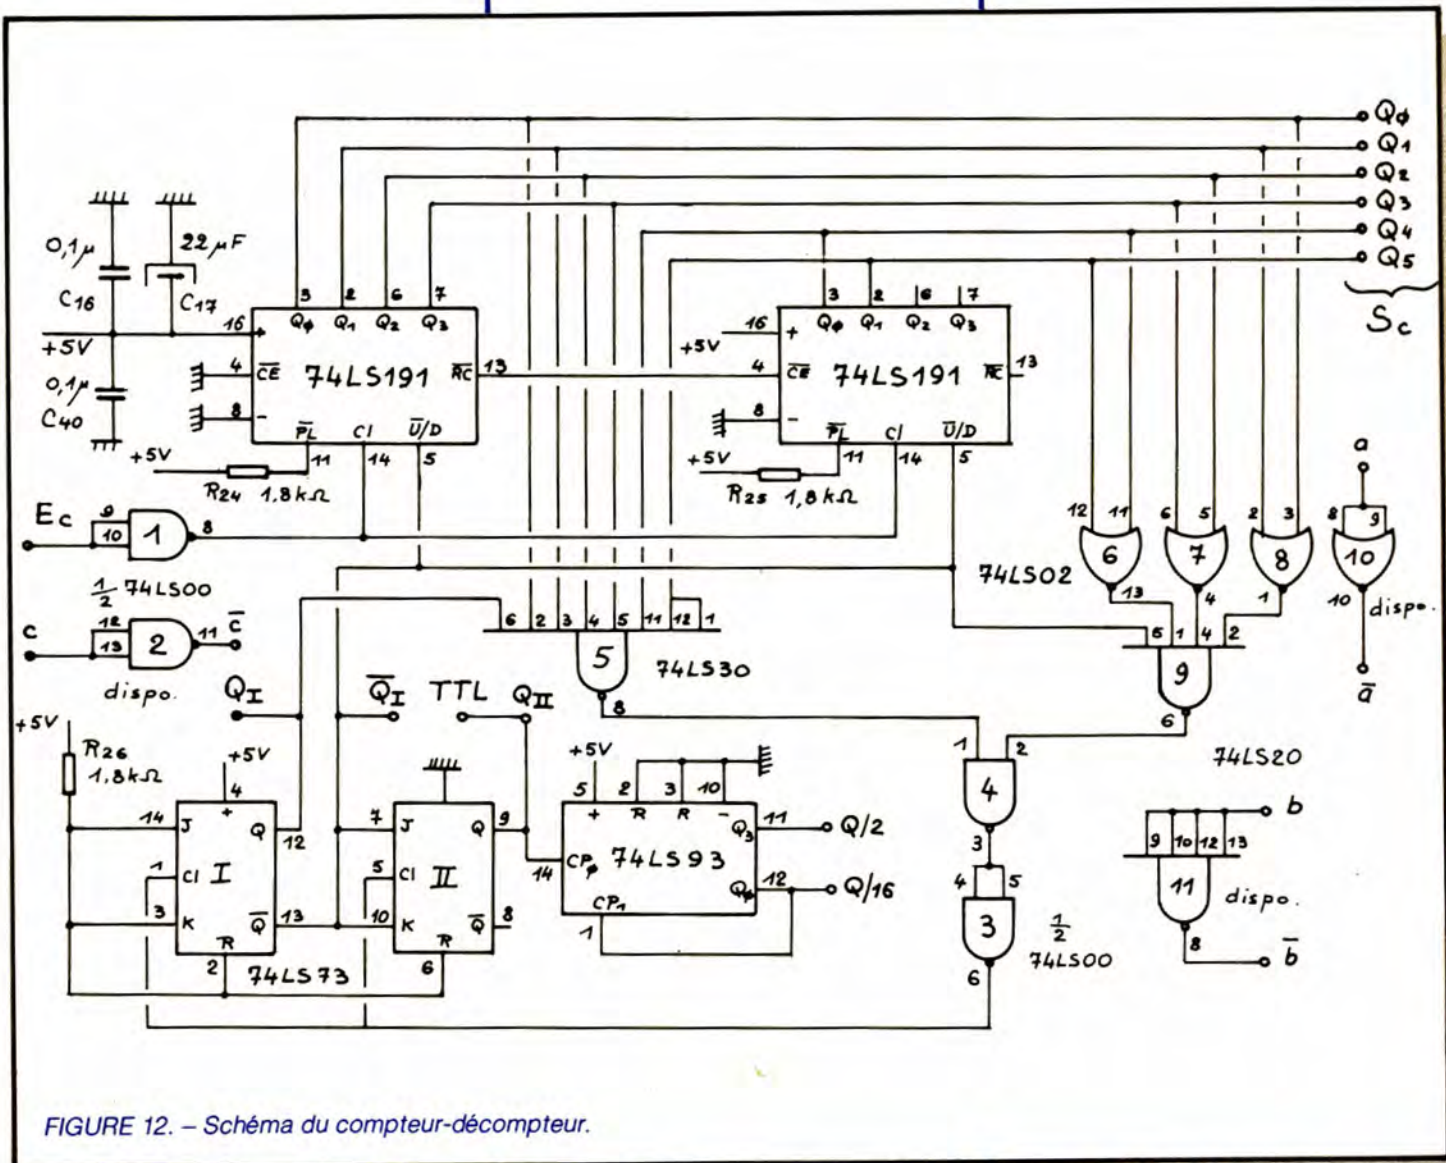 Qϕ
Q1
Q2
Q3
Q4
Q5
Sc
0,1µ
C16
22µF
C17
+5V
0,1µ
C40
3 2 6 7
16 + Qϕ Q1 Q2 Q3
4 C̅E̅ 74LS191 R̅C̅ 13
8 -
P̅L̅ Cl U̅/D
11 14 5
+5V
R24 1,8kΩ
3 2 6 7
+5V 16 + Qϕ Q1 Q2 Q3
4 C̅E̅ 74LS191 R̅C̅ 13
8 -
P̅L̅ Cl U̅/D
11 14 5
+5V
R25 1,8kΩ
Ec
9
10 1 8
1/2 74LS00
c
12
13 2 11 c̅
dispo.
6 2 3 4 5 11 12 1
5
74LS30
8
12 11 6 5 2 3 8 9
74LS02
6 7 8 10
13 4 1 10
a
dispo.
a̅
5 1 4 2
9
6
74LS20
QI
Q̅I
TTL
QII
+5V
R26
1,8kΩ
+5V
4
+
14 J Q 12
1 Cl I
3 K Q̅ 13
R
2
74LS73
7 J Q 9
5 Cl II
10 K Q̅ 8
R
6
+5V
5 2 3 10
+ R R -
Q3 11 Q/2
14 CPϕ 74LS93
Qϕ 12 Q/16
CP1
1
1 2
4
3
4 5
3
6
1/2
74LS00
b
9 10 12 13
11
dispo.
8
b̅
FIGURE 12. – Schéma du compteur-décompteur.